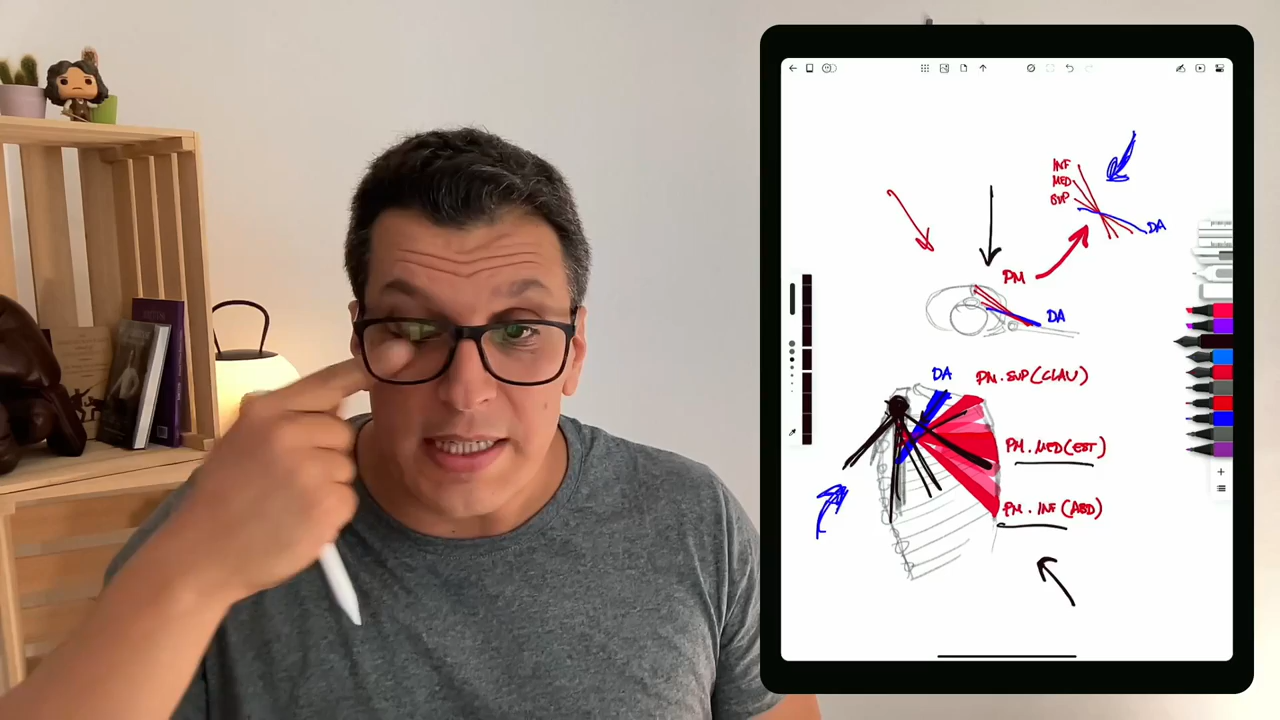 INF
MED
SUP
DA
PM
DA
DA
PM. SUP (CLAV)
PM. MED (EST)
PM. INF (ABD)